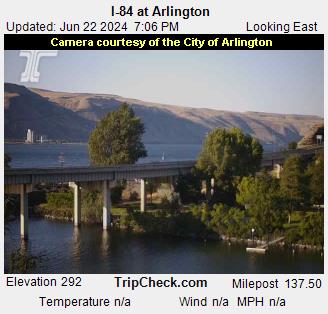 I-84 at Arlington
Updated: Jun 22 2024 7:06 PM Looking East
Camera courtesy of the City of Arlington
Elevation 292 TripCheck.com Milepost 137.50
Temperature n/a Wind n/a MPH n/a